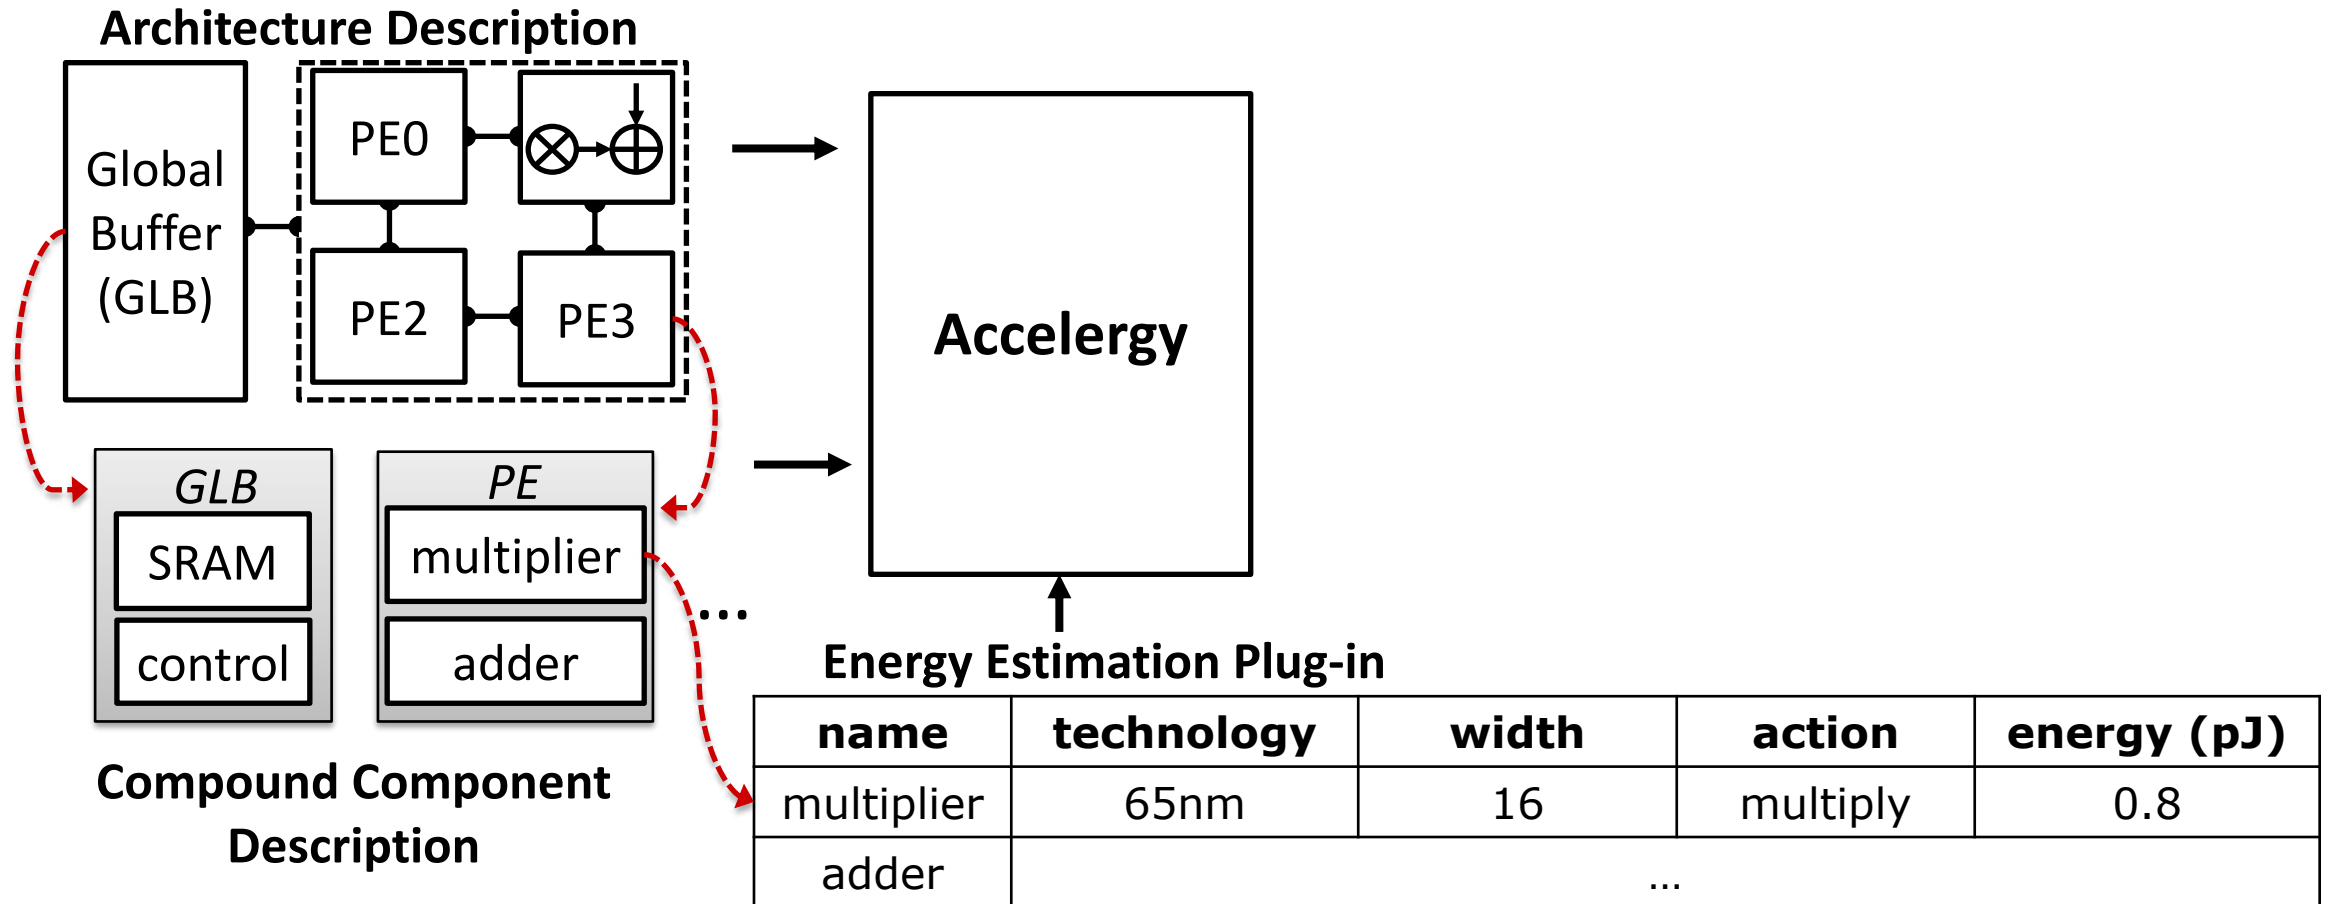 Architecture Description
Global
Buffer
(GLB)
PE0
PE2
PE3
Accelergy
GLB
SRAM
control
PE
multiplier
adder
...
Compound Component
Description
Energy Estimation Plug-in
name technology width action energy (pJ)
multiplier 65nm 16 multiply 0.8
adder ...